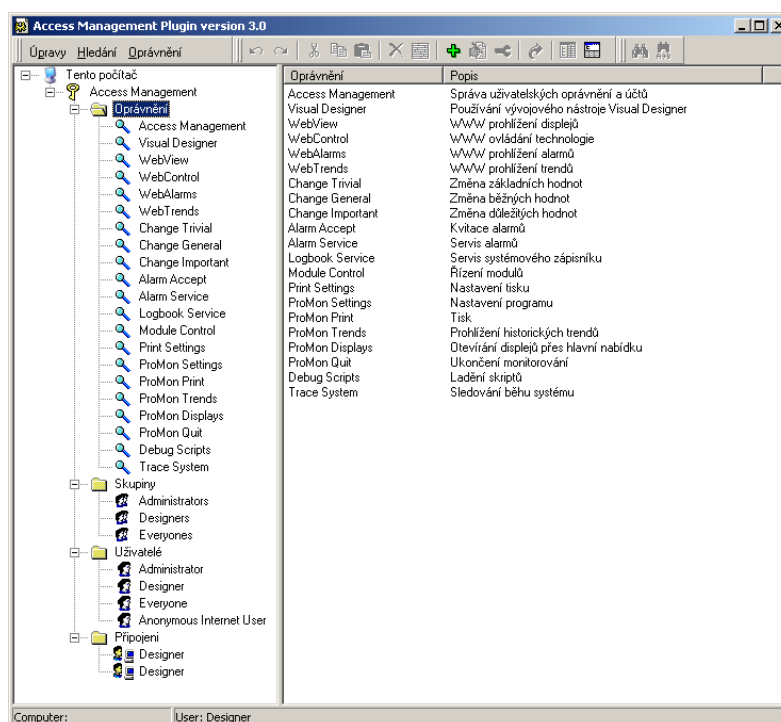 Access Management Plugin version 3.0
Úpravy Hledání Oprávnění
Tento počítač
Access Management
Oprávnění
Access Management
Visual Designer
WebView
WebControl
WebAlarms
WebTrends
Change Trivial
Change General
Change Important
Alarm Accept
Alarm Service
Logbook Service
Module Control
Print Settings
ProMon Settings
ProMon Print
ProMon Trends
ProMon Displays
ProMon Quit
Debug Scripts
Trace System
Skupiny
Administrators
Designers
Everyones
Uživatelé
Administrator
Designer
Everyone
Anonymous Internet User
Připojeni
Designer
Designer
Oprávnění Popis
Access Management Správa uživatelských oprávnění a účtů
Visual Designer Používání vývojového nástroje Visual Designer
WebView WWW prohlížení displejů
WebControl WWW ovládání technologie
WebAlarms WWW prohlížení alarmů
WebTrends WWW prohlížení trendů
Change Trivial Změna základních hodnot
Change General Změna běžných hodnot
Change Important Změna důležitých hodnot
Alarm Accept Kvitace alarmů
Alarm Service Servis alarmů
Logbook Service Servis systémového zápisníku
Module Control Řízení modulů
Print Settings Nastavení tisku
ProMon Settings Nastavení programu
ProMon Print Tisk
ProMon Trends Prohlížení historických trendů
ProMon Displays Otevírání displejů přes hlavní nabídku
ProMon Quit Ukončení monitorování
Debug Scripts Ladění skriptů
Trace System Sledování běhu systému
Computer: User: Designer